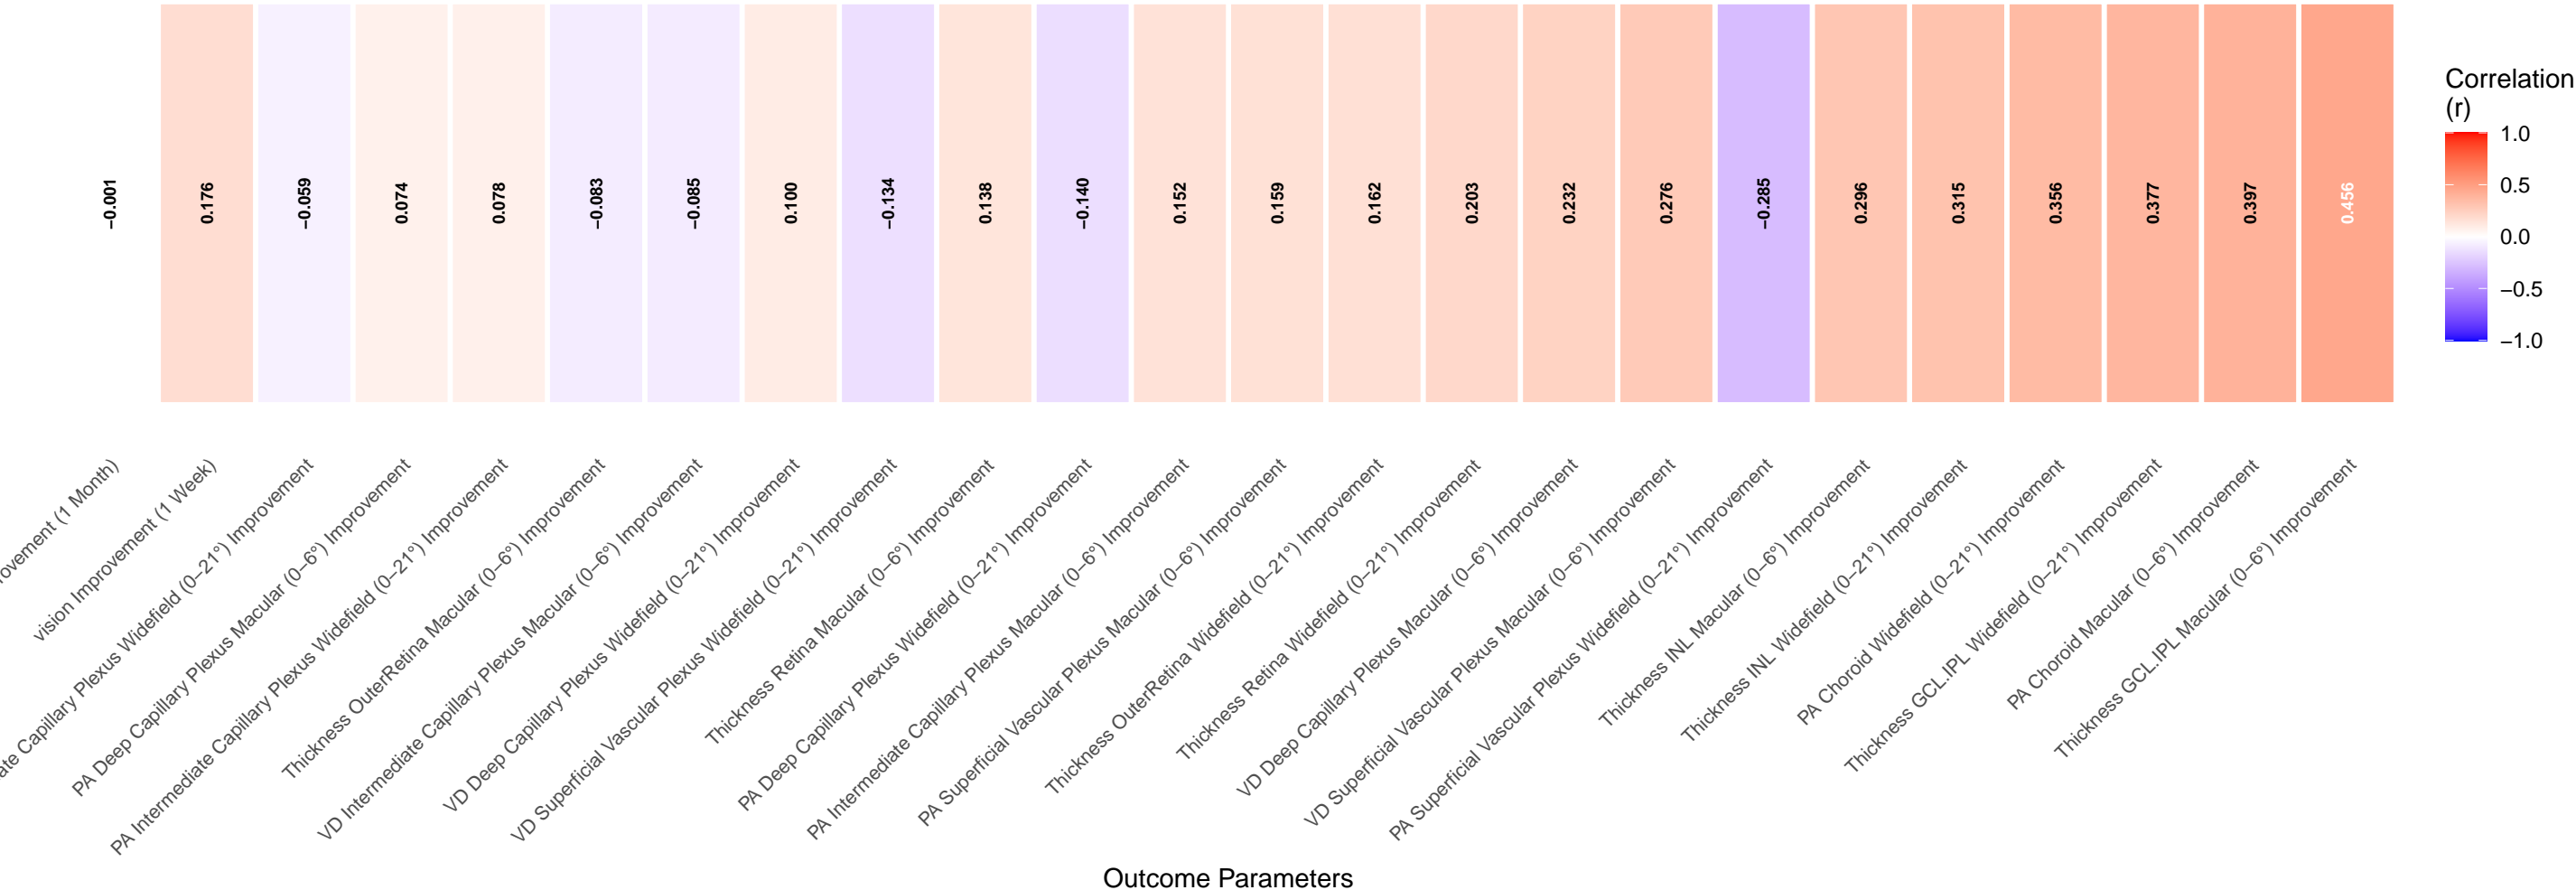 −0.001
0.176
−0.059
0.074
0.078
−0.083
−0.085
0.100
−0.134
0.138
−0.140
0.152
0.159
0.162
0.203
0.232
0.276
−0.285
0.296
0.315
0.356
0.377
0.397
0.456
Correlation
(r)
1.0
0.5
0.0
−0.5
−1.0
(1 Month)
vision Improvement (1 Week)
Capillary Plexus Widefield (0–21°) Improvement
PA Deep Capillary Plexus Macular (0–6°) Improvement
PA Intermediate Capillary Plexus Widefield (0–21°) Improvement
Thickness OuterRetina Macular (0–6°) Improvement
VD Intermediate Capillary Plexus Macular (0–6°) Improvement
VD Deep Capillary Plexus Widefield (0–21°) Improvement
VD Superficial Vascular Plexus Widefield (0–21°) Improvement
Thickness Retina Macular (0–6°) Improvement
PA Deep Capillary Plexus Widefield (0–21°) Improvement
PA Intermediate Capillary Plexus Macular (0–6°) Improvement
PA Superficial Vascular Plexus Macular (0–6°) Improvement
Thickness OuterRetina Widefield (0–21°) Improvement
Thickness Retina Widefield (0–21°) Improvement
VD Deep Capillary Plexus Macular (0–6°) Improvement
VD Superficial Vascular Plexus Macular (0–6°) Improvement
PA Superficial Vascular Plexus Widefield (0–21°) Improvement
Thickness INL Macular (0–6°) Improvement
Thickness INL Widefield (0–21°) Improvement
PA Choroid Widefield (0–21°) Improvement
Thickness GCL.IPL Widefield (0–21°) Improvement
PA Choroid Macular (0–6°) Improvement
Thickness GCL.IPL Macular (0–6°) Improvement
Outcome Parameters